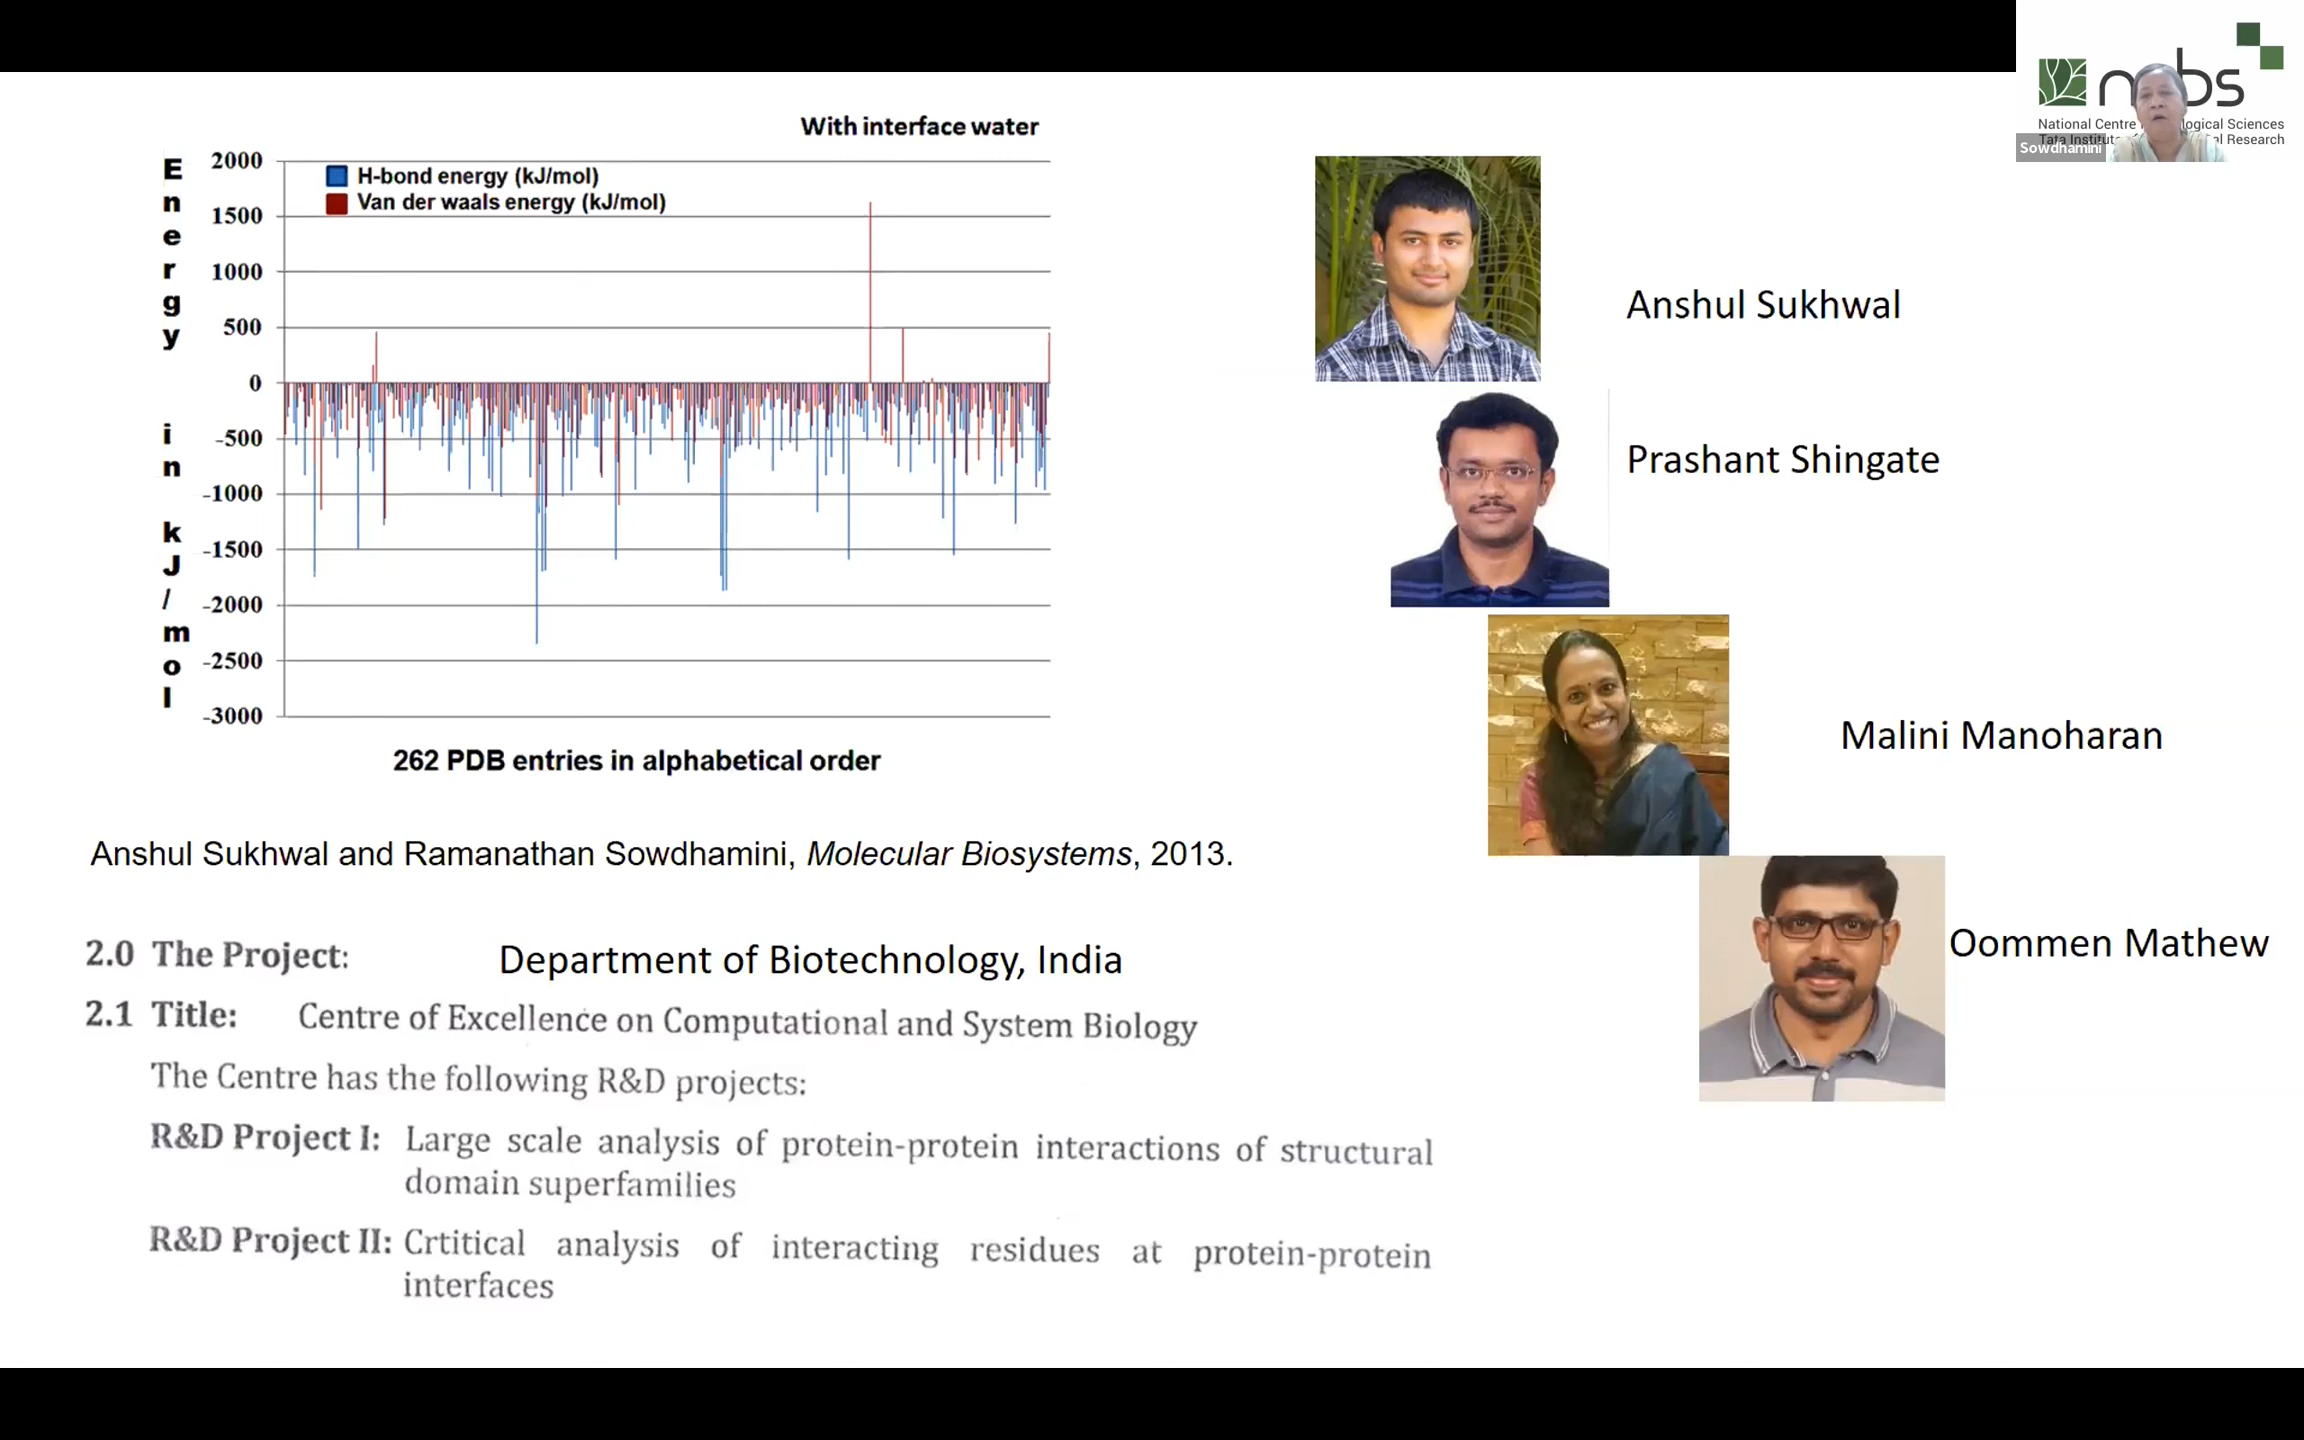 With interface water
Energy in kJ/mol
2000
1500
1000
500
0
-500
-1000
-1500
-2000
-2500
-3000
H-bond energy (kJ/mol)
Van der waals energy (kJ/mol)
262 PDB entries in alphabetical order
Anshul Sukhwal and Ramanathan Sowdhamini, Molecular Biosystems, 2013.
2.0 The Project: Department of Biotechnology, India
2.1 Title: Centre of Excellence on Computational and System Biology
The Centre has the following R&D projects:
R&D Project I: Large scale analysis of protein-protein interactions of structural
domain superfamilies
R&D Project II: Crtitical analysis of interacting residues at protein-protein
interfaces
Anshul Sukhwal
Prashant Shingate
Malini Manoharan
Oommen Mathew
bs
National Centre logical Sciences
Tata Institut Research
Sowdhamini